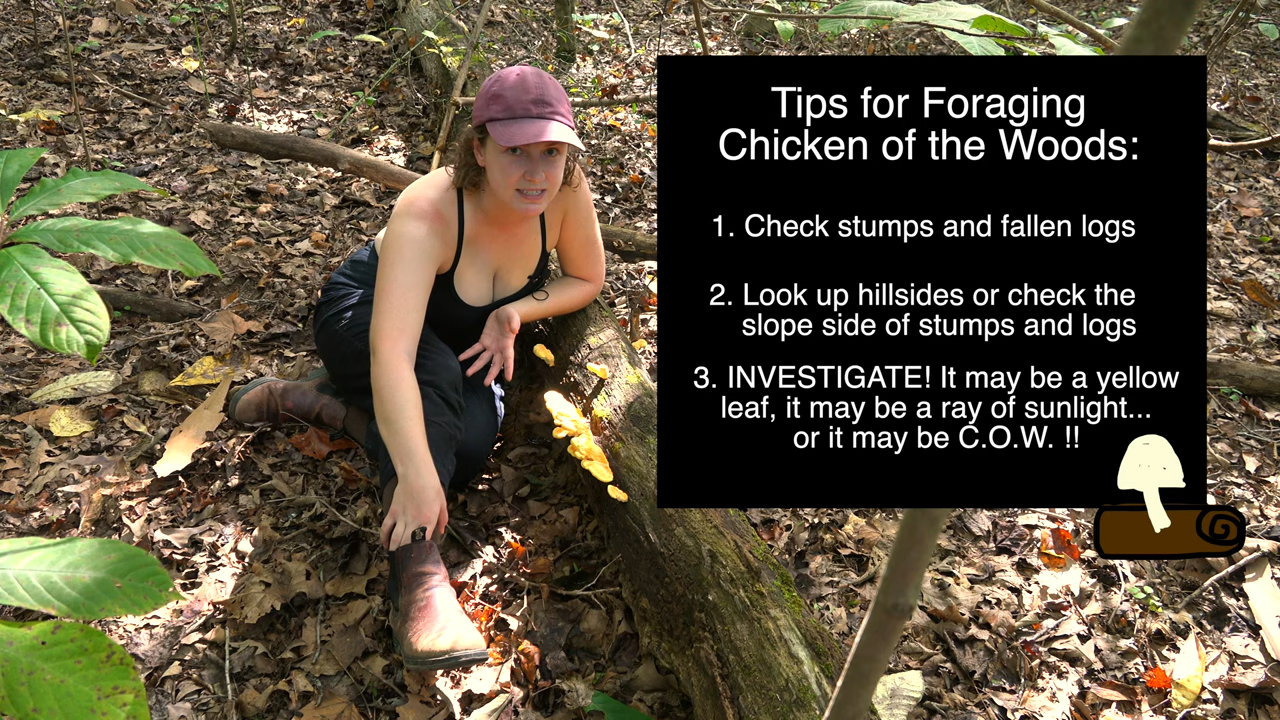 Tips for Foraging
Chicken of the Woods:
1. Check stumps and fallen logs
2. Look up hillsides or check the
slope side of stumps and logs
3. INVESTIGATE! It may be a yellow
leaf, it may be a ray of sunlight...
or it may be C.O.W. !!